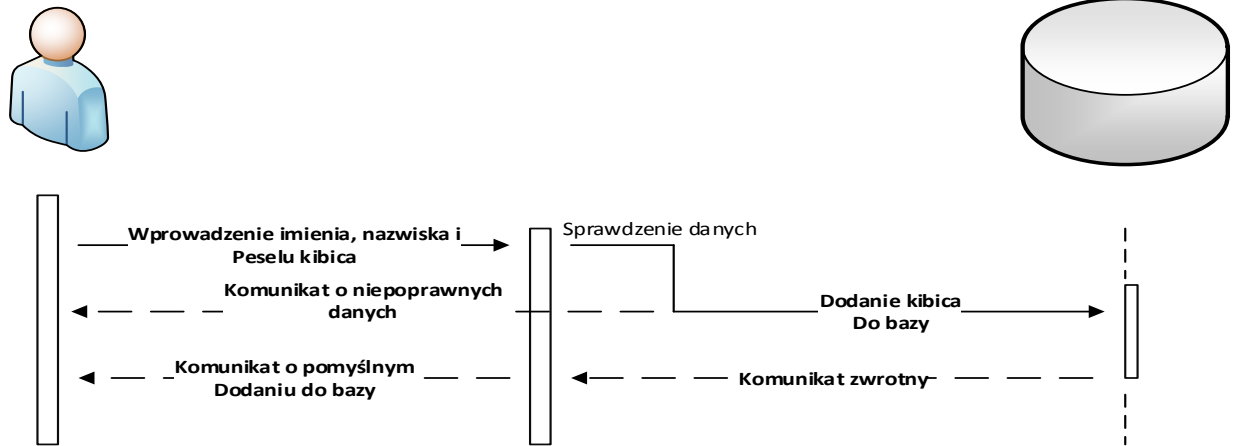 Wprowadzenie imienia, nazwiska i
Peselu kibica
Sprawdzenie danych
Komunikat o niepoprawnych
danych
Dodanie kibica
Do bazy
Komunikat o pomyślnym
Dodaniu do bazy
Komunikat zwrotny